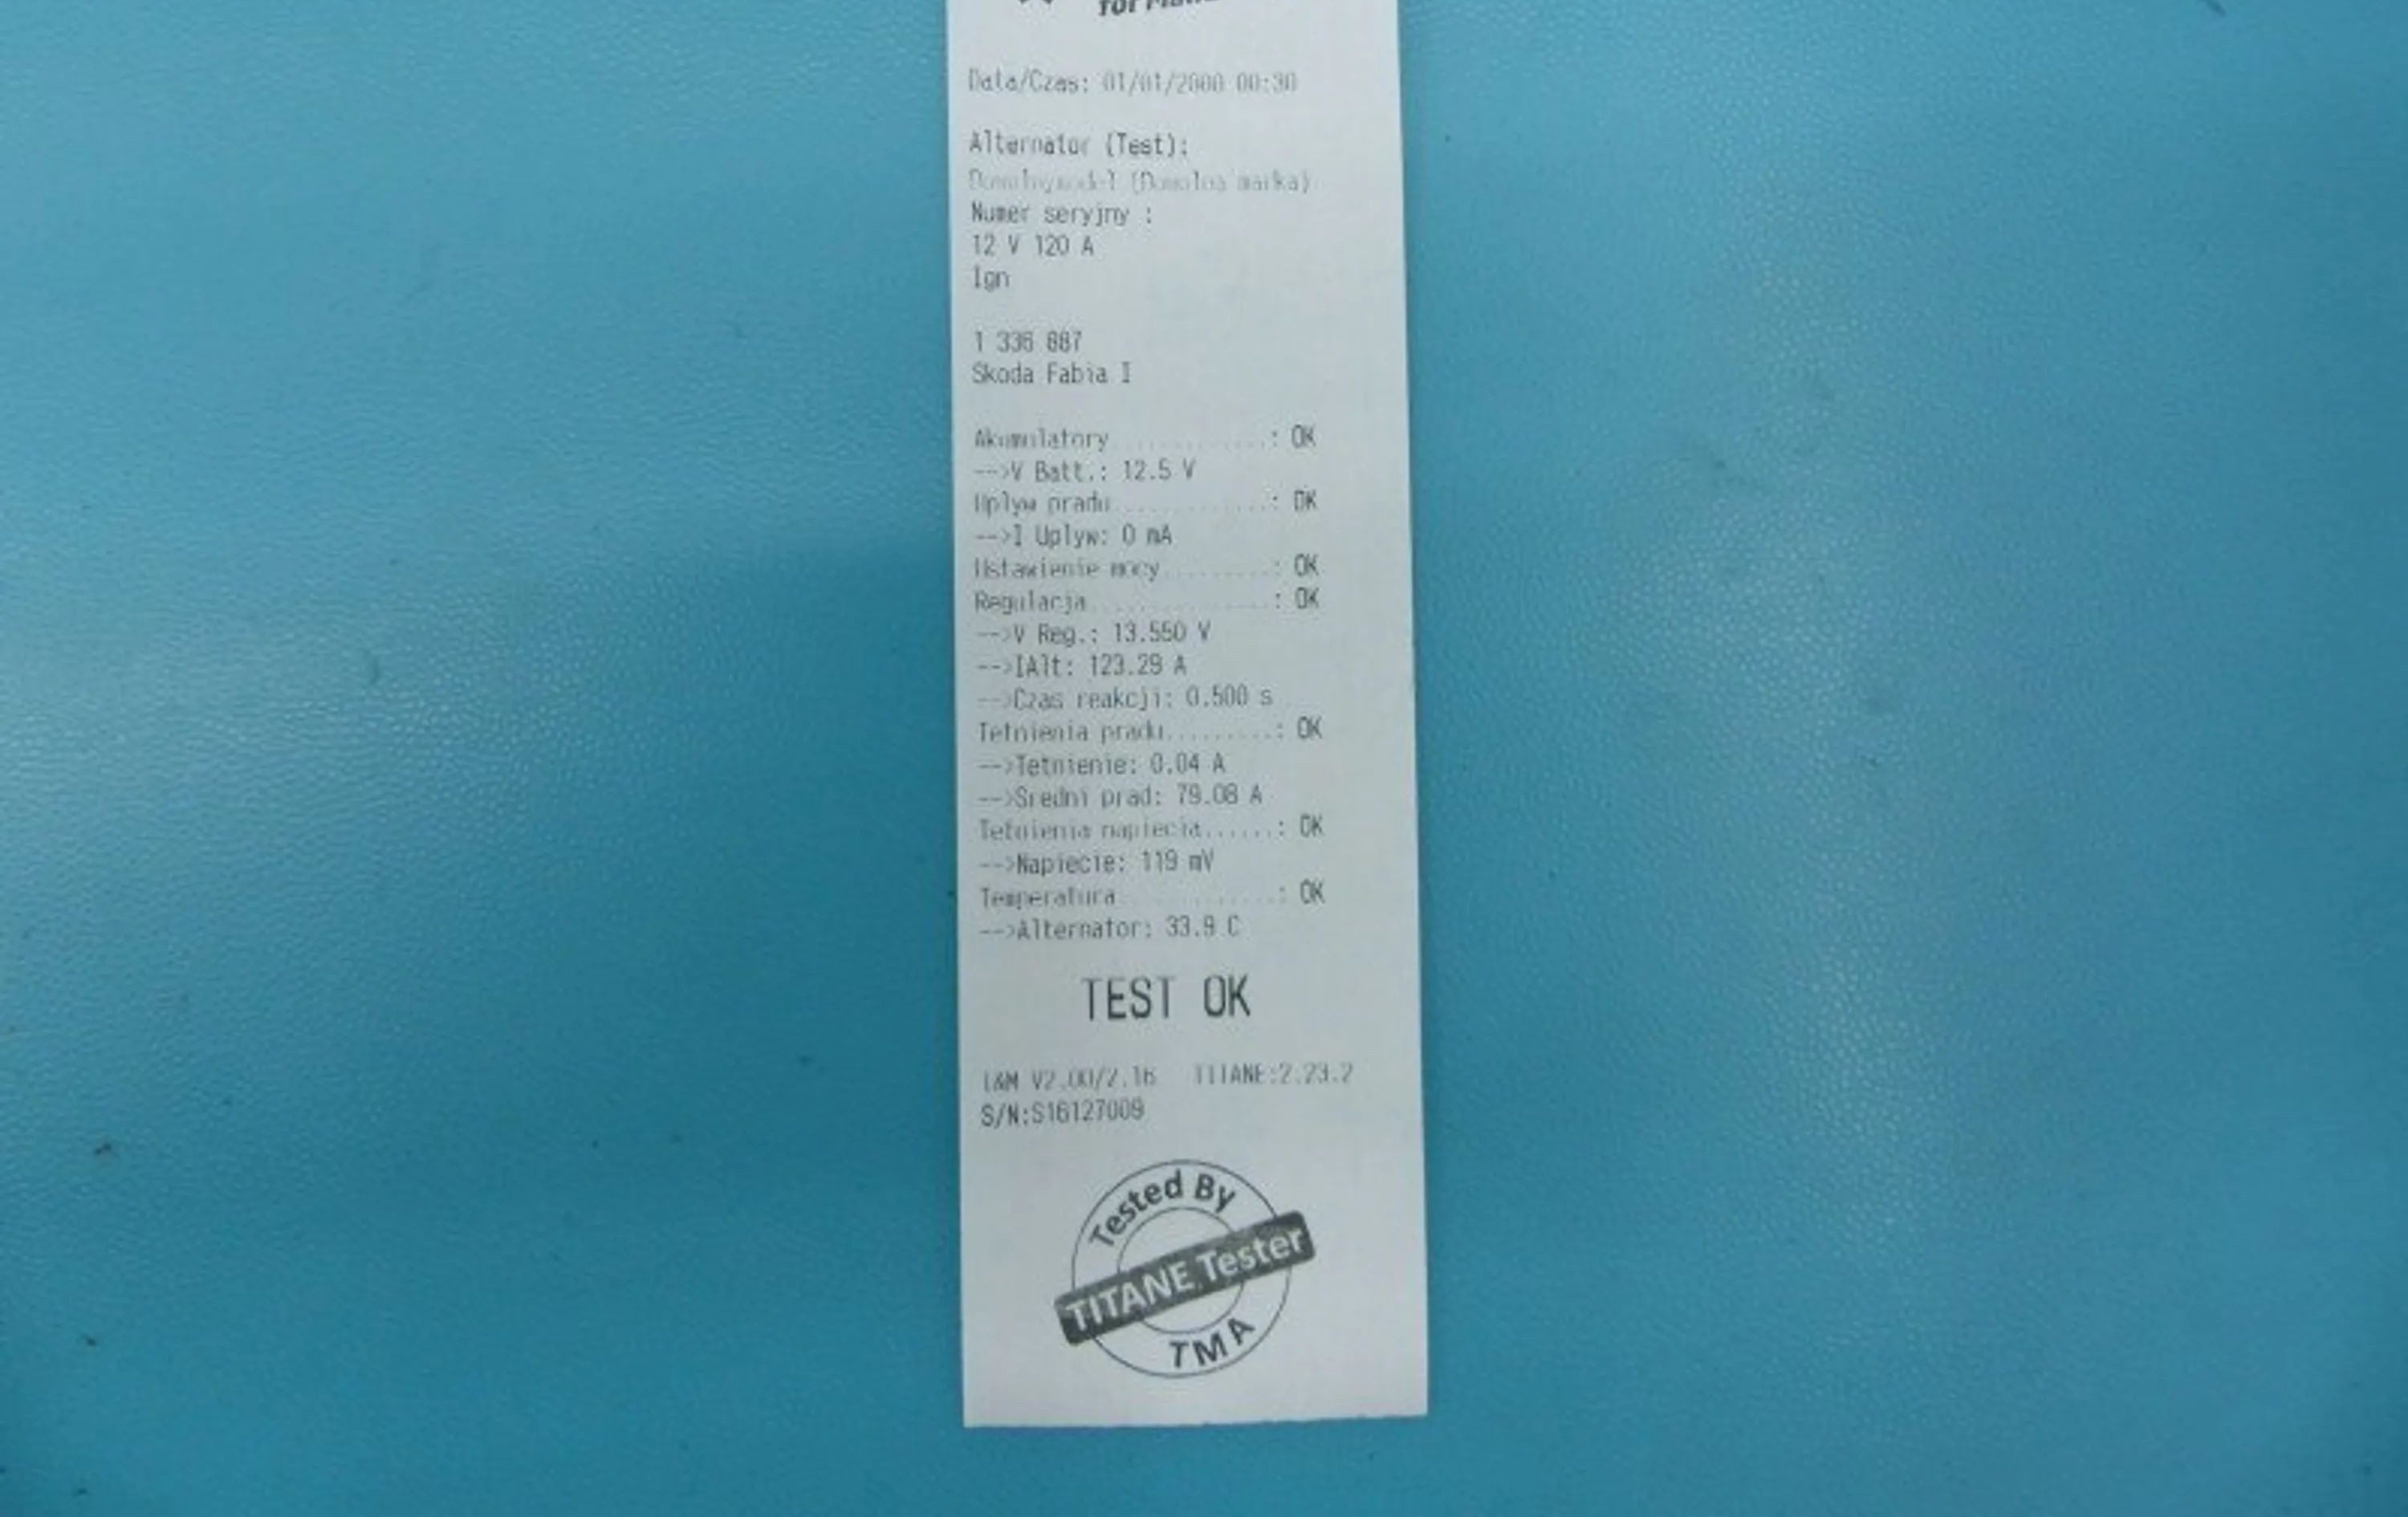 for
Data/Czas: 01/01/2000 00:30
Alternator (Test):
Dowolnymodel (Dowolna marka)
Numer seryjny :
12 V 120 A
Ign
1 336 887
Skoda Fabia I
Akumulatory.............: OK
-->V Batt.: 12.5 V
Uplyw pradu.............: OK
-->I Uplyw: 0 mA
Ustawienie mocy.........: OK
Regulacja...............: OK
-->V Reg.: 13.550 V
-->IAlt: 123.29 A
-->Czas reakcji: 0.500 s
Tetnienia pradu.........: OK
-->Tetnienie: 0.04 A
-->Sredni prad: 79.08 A
Tetnienia napiecia......: OK
-->Napiecie: 119 mV
Temperatura.............: OK
-->Alternator: 33.9 C
TEST OK
I&M V2.00/2.16 TITANE:2.23.2
S/N:S16127009
Tested By
TITANE Tester
TMA